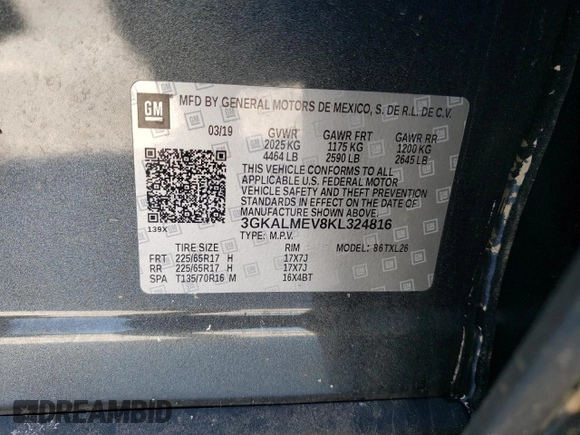 GM MFD BY GENERAL MOTORS DE MEXICO, S. DE R.L. DE C.V.
03/19 GVWR GAWR FRT GAWR RR
2025 KG 1175 KG 1200 KG
4464 LB 2590 LB 2645 LB
THIS VEHICLE CONFORMS TO ALL
APPLICABLE U.S. FEDERAL MOTOR
VEHICLE SAFETY AND THEFT PREVENTION
STANDARDS IN EFFECT ON THE DATE OF
MANUFACTURE SHOWN ABOVE.
139X 3GKALMEV8KL324816
TYPE: M.P.V.
TIRE SIZE RIM MODEL: 86TXL26
FRT 225/65R17 H 17X7J
RR 225/65R17 H 17X7J
SPA T135/70R16 M 16X4BT
DREAMBID